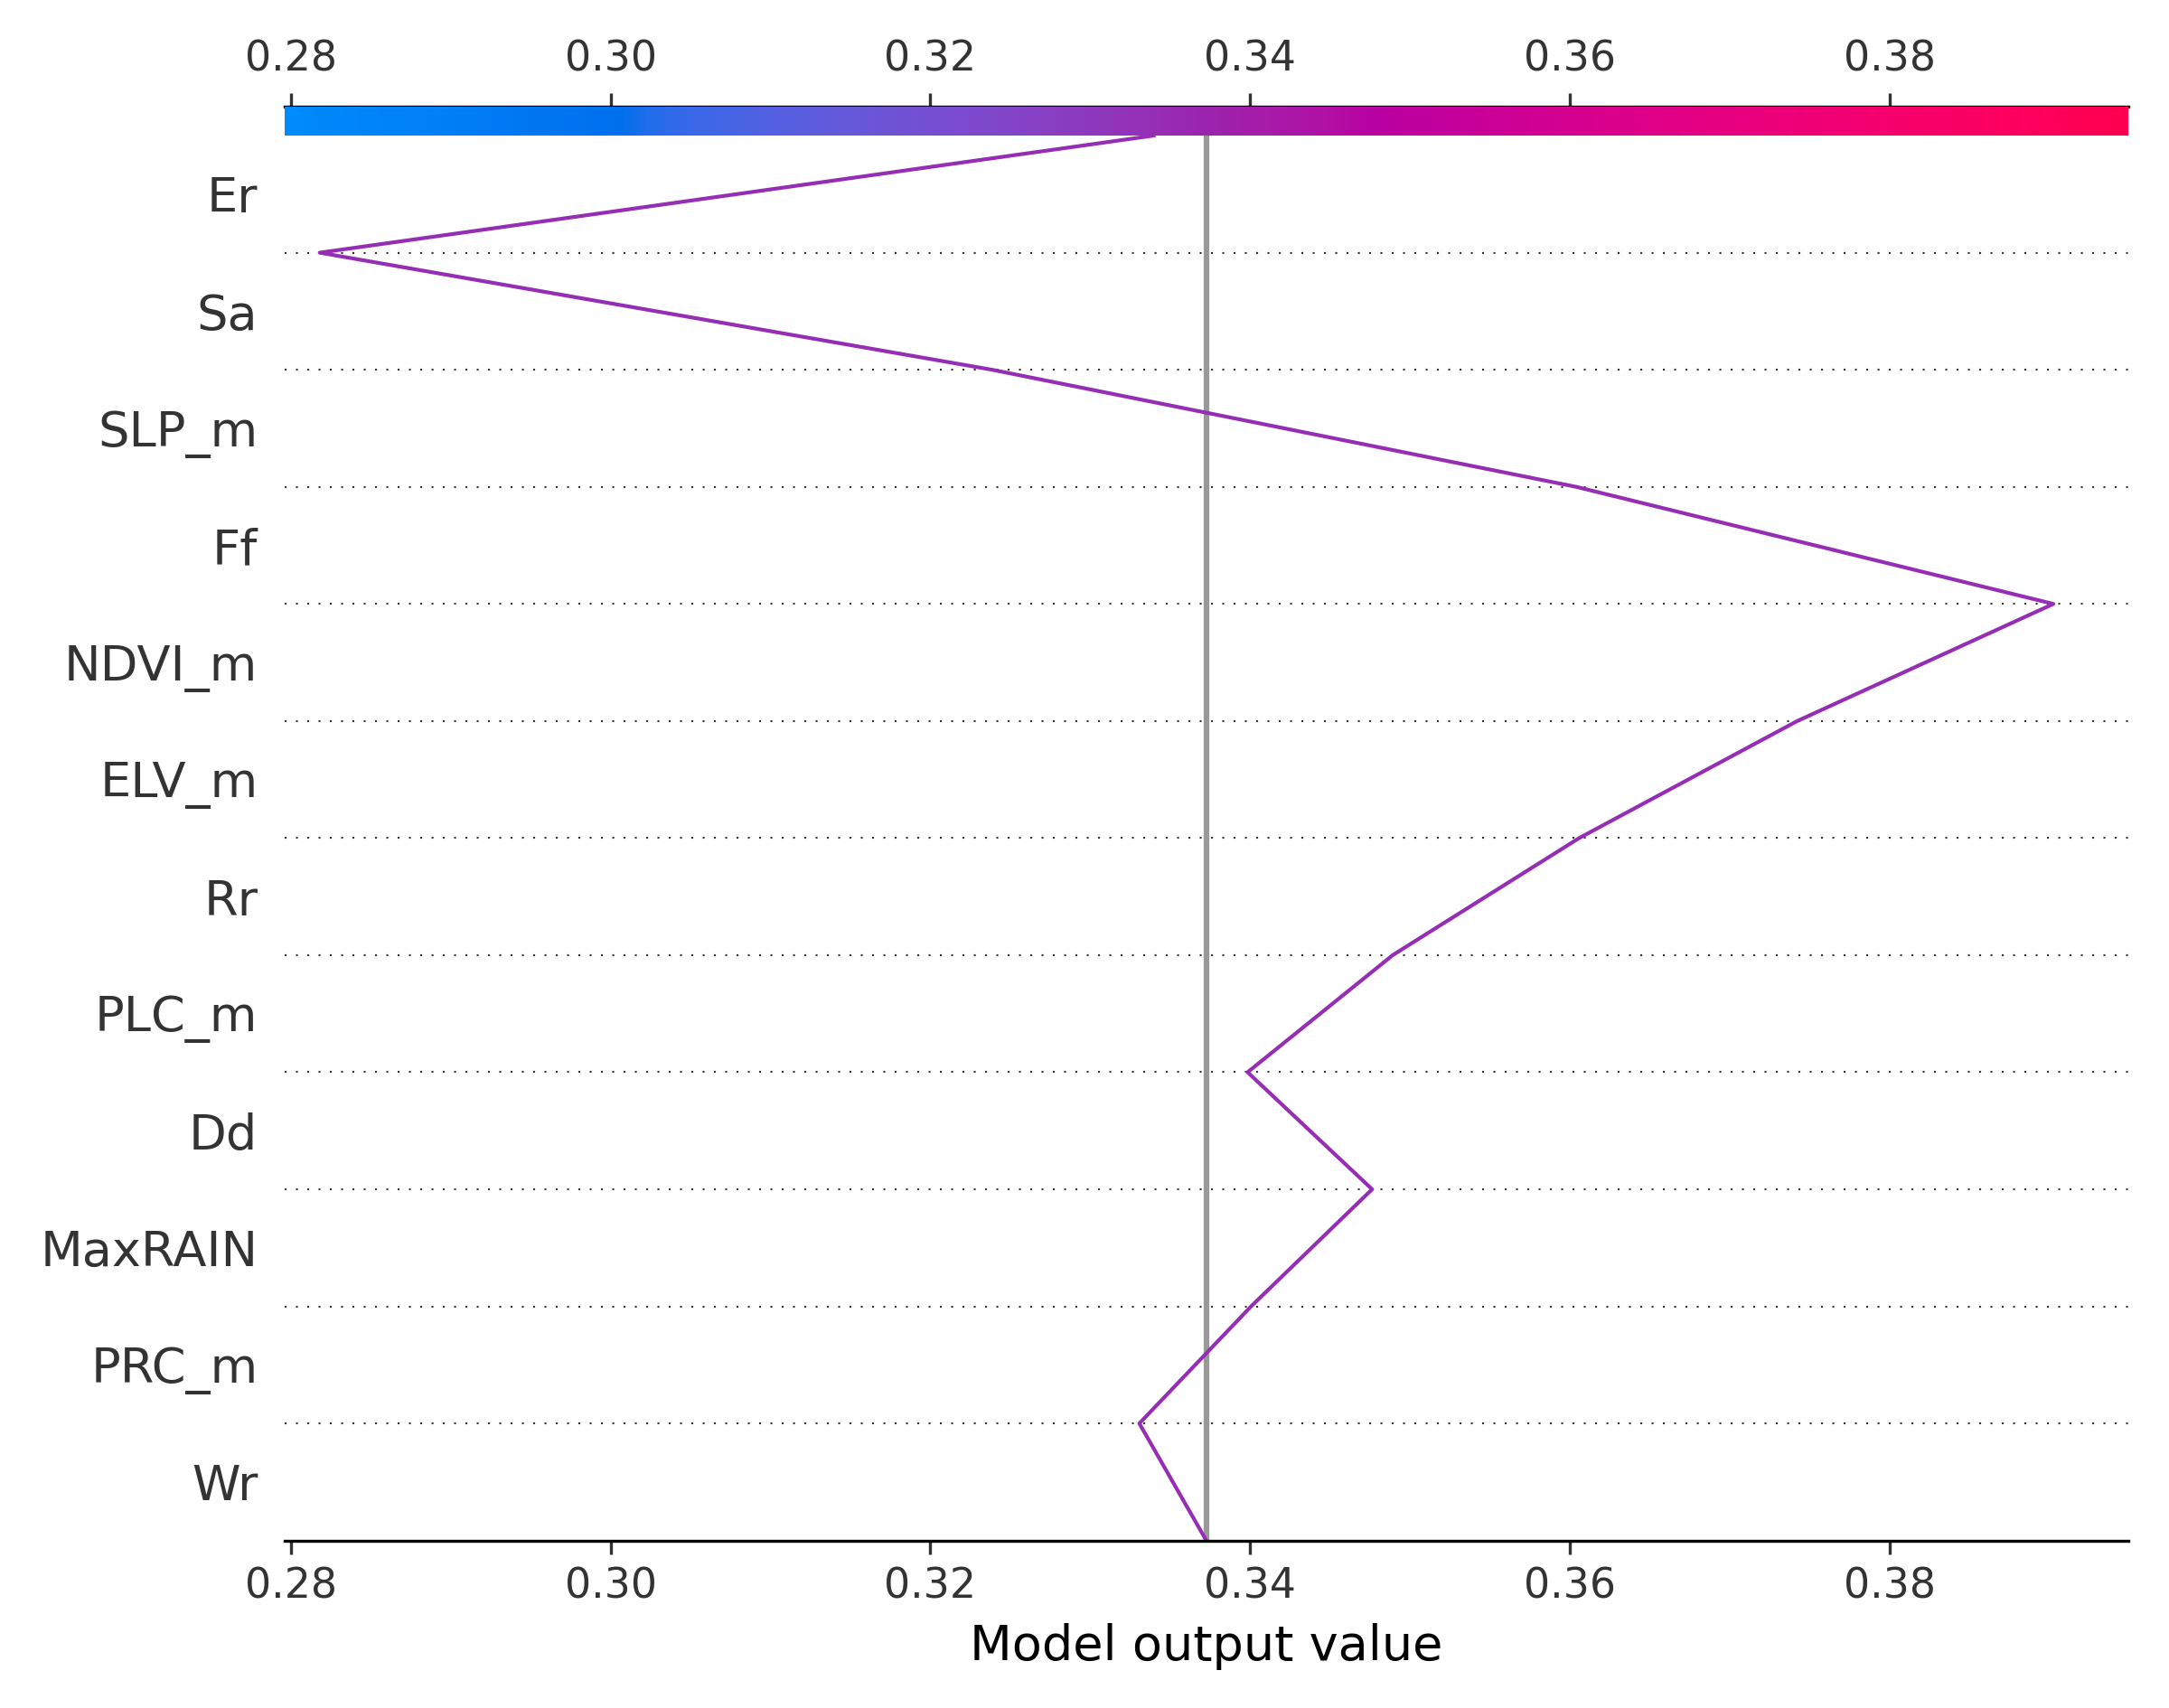 0.28 0.30 0.32 0.34 0.36 0.38
Er
Sa
SLP_m
Ff
NDVI_m
ELV_m
Rr
PLC_m
Dd
MaxRAIN
PRC_m
Wr
0.28 0.30 0.32 0.34 0.36 0.38
Model output value